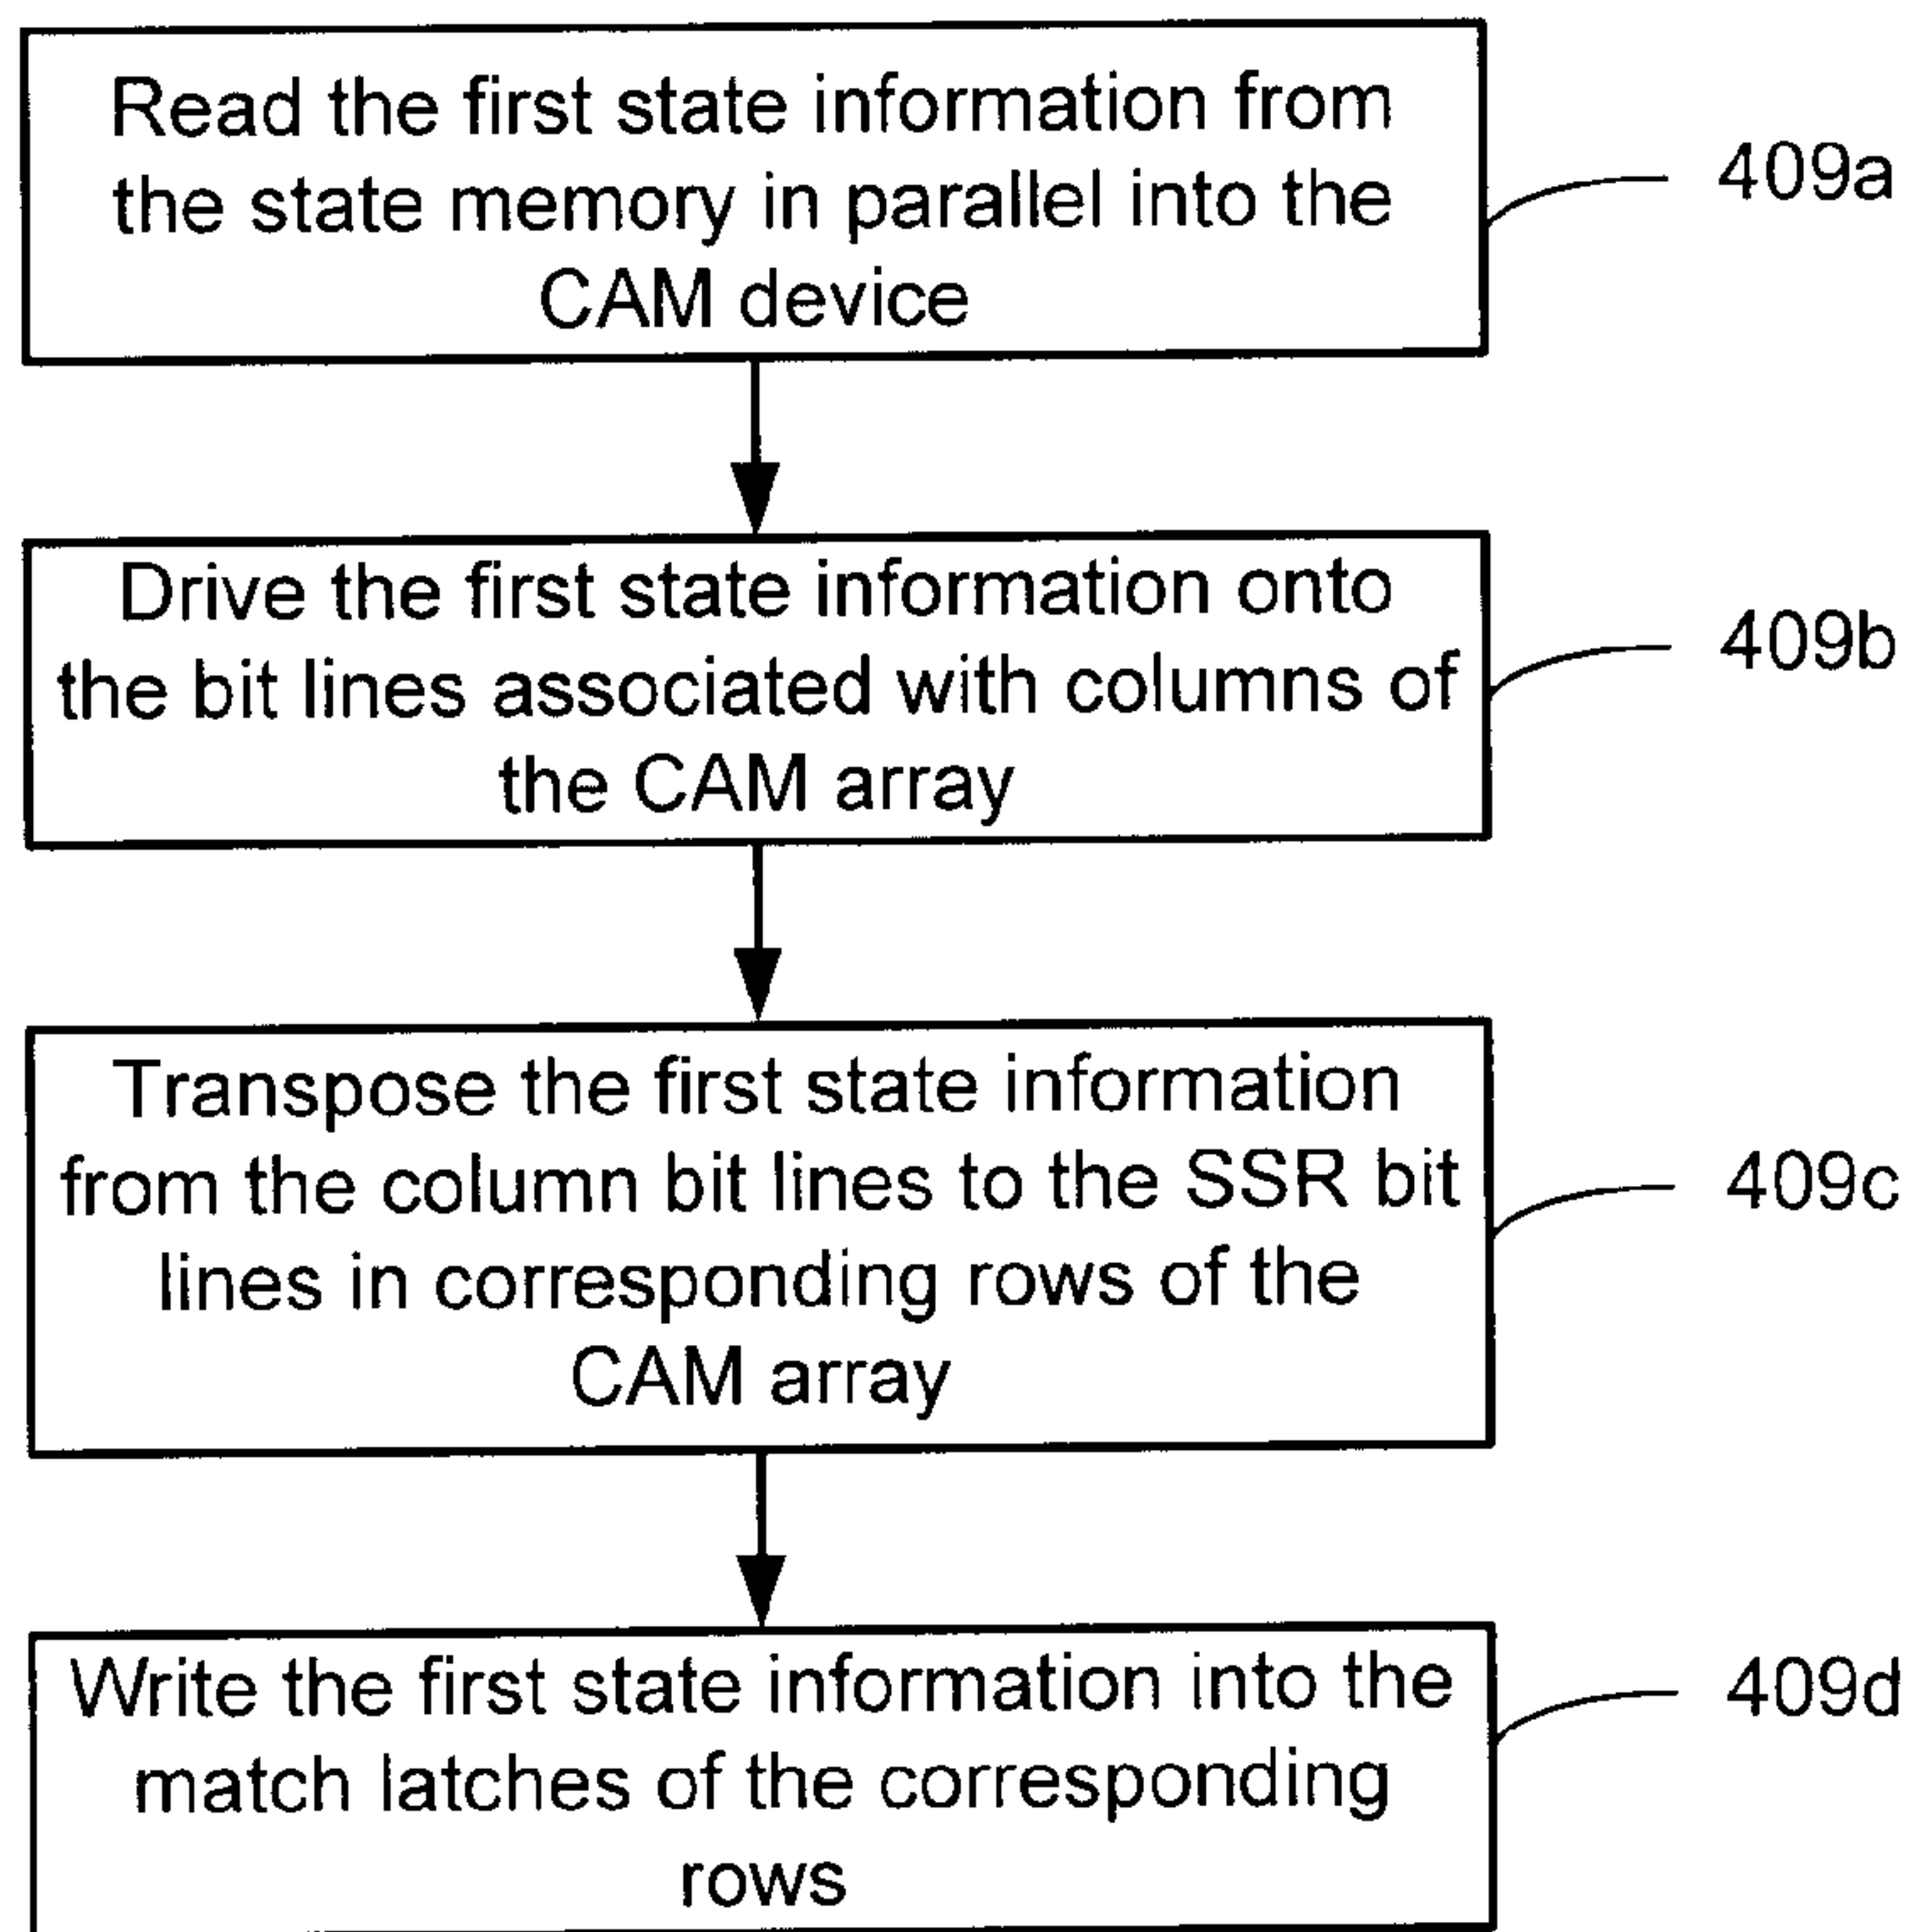 Read the first state information from
the state memory in parallel into the
CAM device
409a
Drive the first state information onto
the bit lines associated with columns of
the CAM array
409b
Transpose the first state information
from the column bit lines to the SSR bit
lines in corresponding rows of the
CAM array
409c
Write the first state information into the
match latches of the corresponding
rows
409d